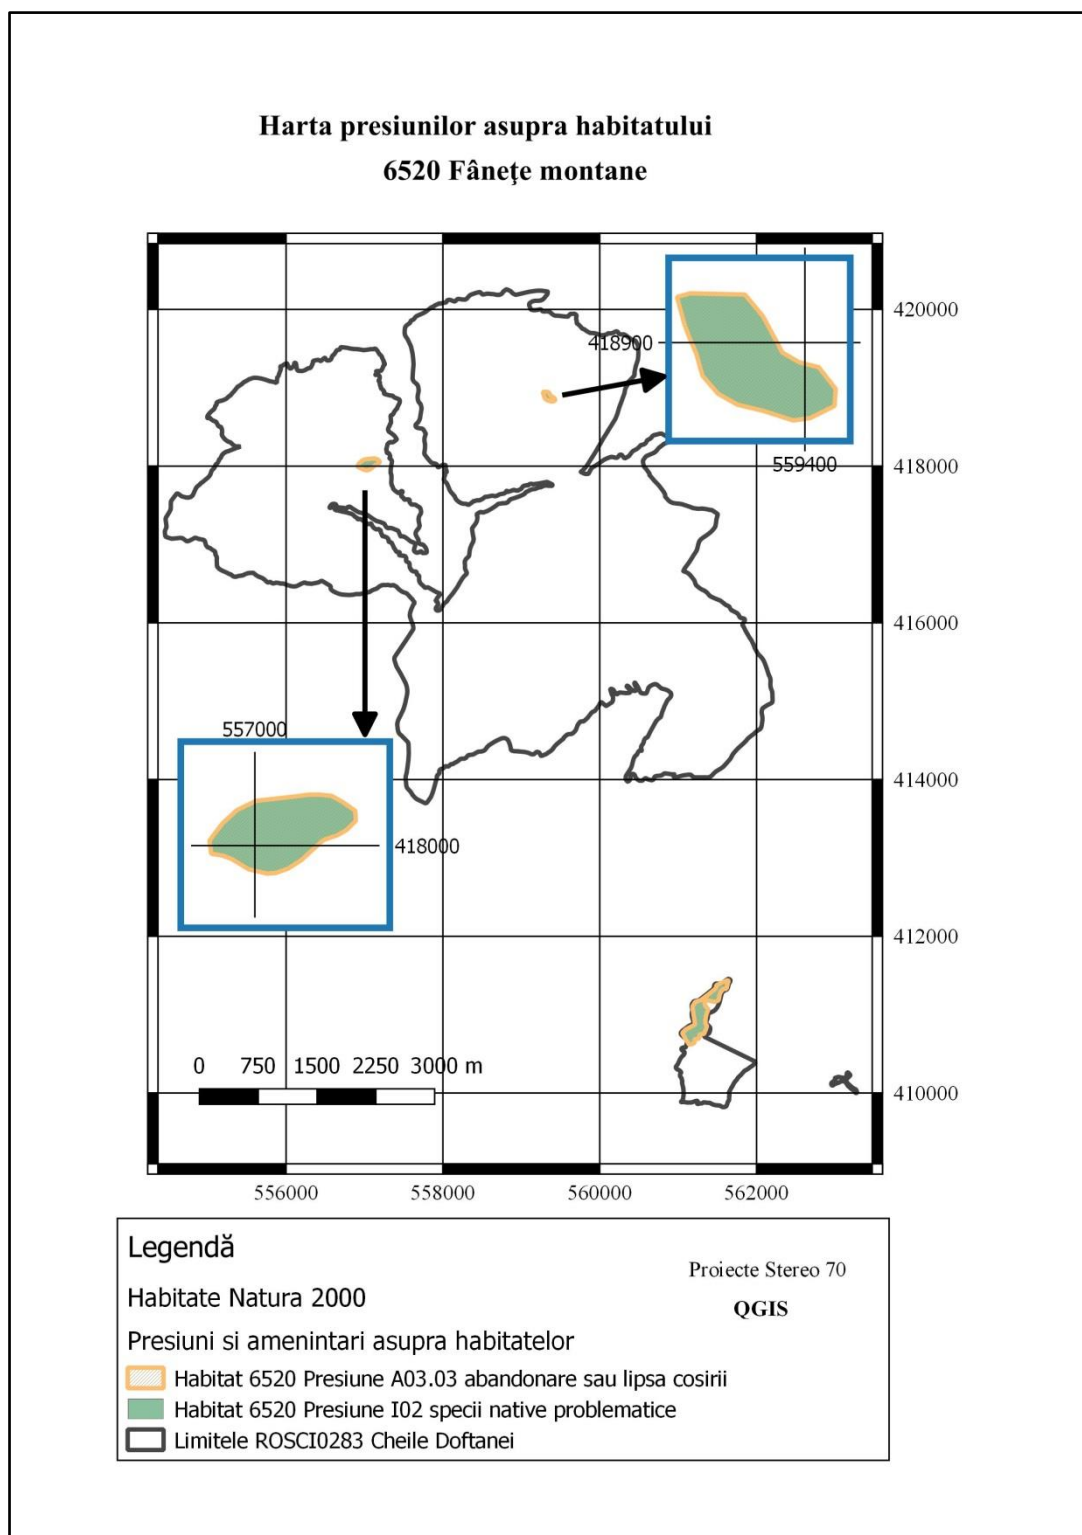 Harta presiunilor asupra habitatului
6520 Fâneţe montane
420000
418900
559400
418000
416000
557000
414000
418000
412000
0 750 1500 2250 3000 m
410000
556000 558000 560000 562000
Legendă
Proiecte Stereo 70
Habitate Natura 2000
QGIS
Presiuni si amenintari asupra habitatelor
Habitat 6520 Presiune A03.03 abandonare sau lipsa cosirii
Habitat 6520 Presiune I02 specii native problematice
Limitele ROSCI0283 Cheile Doftanei